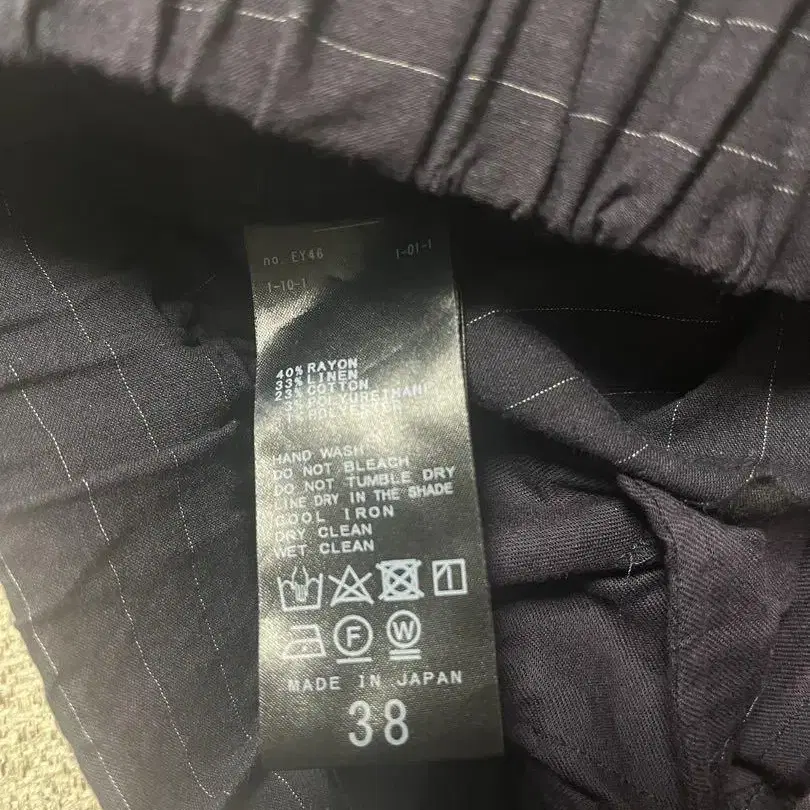 no. EY46 1-01-1
1-10-1
40% RAYON
33% LINEN
23% COTTON
3% POLYURETHANE
1% POLYESTER
HAND WASH
DO NOT BLEACH
DO NOT TUMBLE DRY
LINE DRY IN THE SHADE
COOL IRON
DRY CLEAN
WET CLEAN
F W
MADE IN JAPAN
38